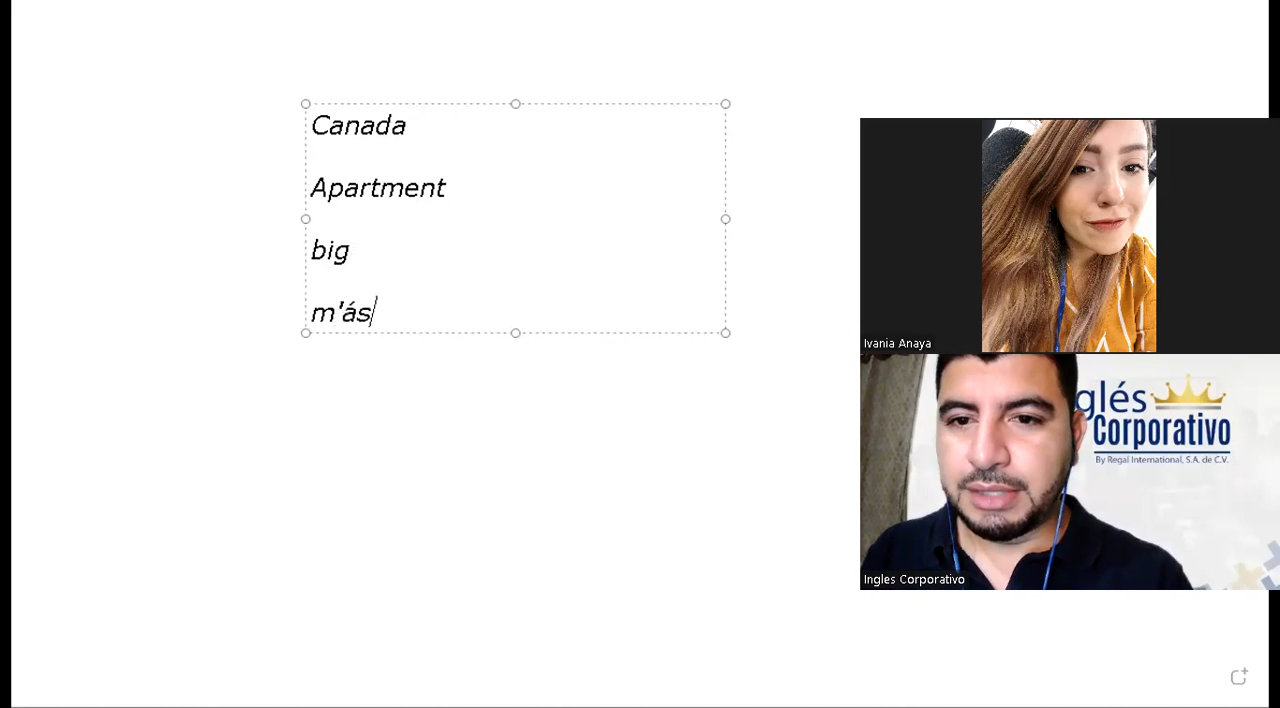 Canada
Apartment
big
m'ás
Ivania Anaya
glés
Corporativo
By Regal International, S.A. de C.V.
Ingles Corporativo